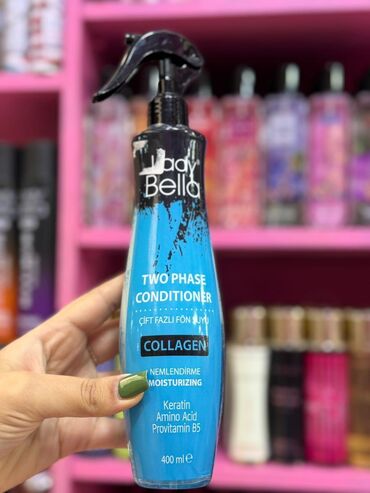 Lady
Bella
TWO PHASE
CONDITIONER
ÇİFT FAZLI FÖN SUYU
COLLAGEN
NEMLENDİRME
MOISTURIZING
Keratin
Amino Acid
Provitamin B5
400 ml ℮